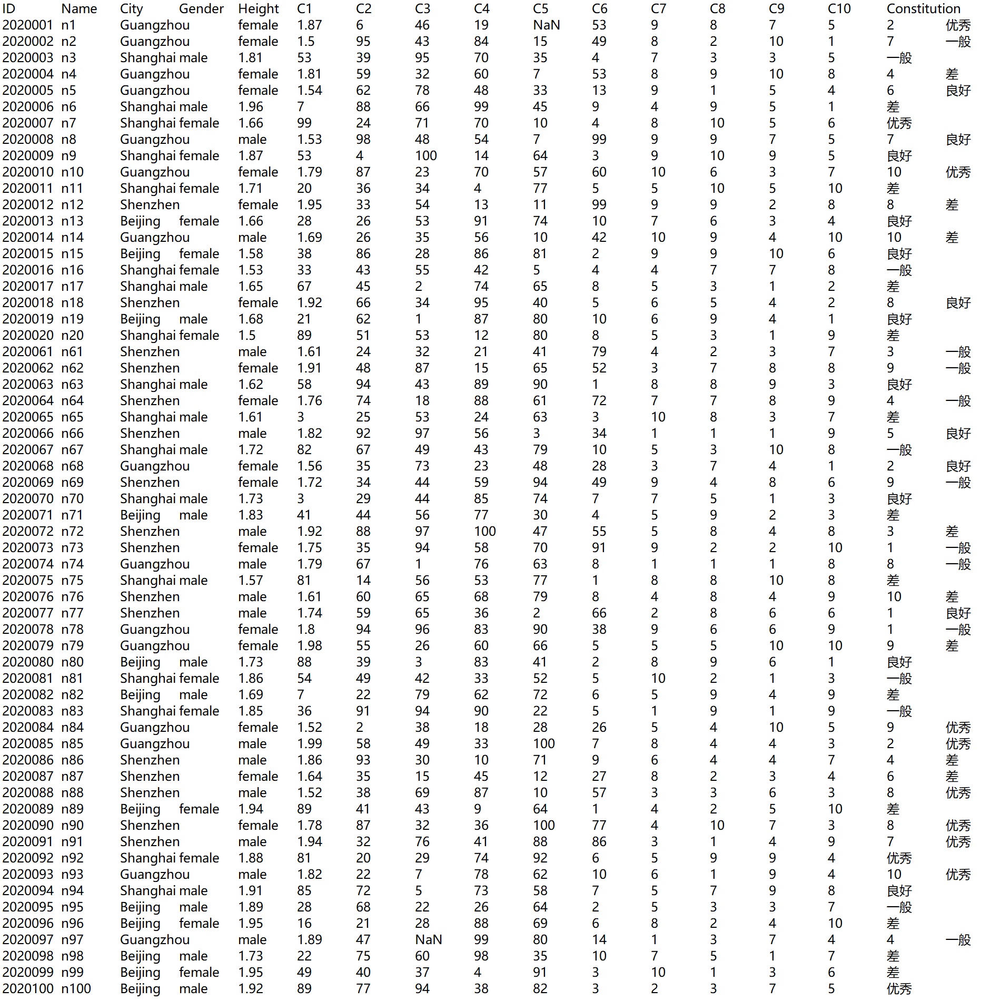 ID Name City Gender Height C1 C2 C3 C4 C5 C6 C7 C8 C9 C10 Constitution
2020001 n1 Guangzhou female 1.87 6 46 19 NaN 53 9 8 7 5 2 优秀
2020002 n2 Guangzhou female 1.5 95 43 84 15 49 8 2 10 1 7 一般
2020003 n3 Shanghai male 1.81 53 39 95 70 35 4 7 3 3 5 一般
2020004 n4 Guangzhou female 1.81 59 32 60 7 53 8 9 10 8 4 差
2020005 n5 Guangzhou female 1.54 62 78 48 33 13 9 1 5 4 6 良好
2020006 n6 Shanghai male 1.96 7 88 66 99 45 9 4 9 5 1 差
2020007 n7 Shanghai female 1.66 99 24 71 70 10 4 8 10 5 6 优秀
2020008 n8 Guangzhou male 1.53 98 48 54 7 99 9 9 7 5 7 良好
2020009 n9 Shanghai female 1.87 53 4 100 14 64 3 9 10 9 5 良好
2020010 n10 Guangzhou female 1.79 87 23 70 57 60 10 6 3 7 10 优秀
2020011 n11 Shanghai female 1.71 20 36 34 4 77 5 5 10 5 10 差
2020012 n12 Shenzhen female 1.95 33 54 13 11 99 9 9 2 8 8 差
2020013 n13 Beijing female 1.66 28 26 53 91 74 10 7 6 3 4 良好
2020014 n14 Guangzhou male 1.69 26 35 56 10 42 10 9 4 10 10 差
2020015 n15 Beijing female 1.58 38 86 28 86 81 2 9 9 10 6 良好
2020016 n16 Shanghai female 1.53 33 43 55 42 5 4 4 7 7 8 一般
2020017 n17 Shanghai male 1.65 67 45 2 74 65 8 5 3 1 2 差
2020018 n18 Shenzhen female 1.92 66 34 95 40 5 6 5 4 2 8 良好
2020019 n19 Beijing male 1.68 21 62 1 87 80 10 6 9 4 1 良好
2020020 n20 Shanghai female 1.5 89 51 53 12 80 8 5 3 1 9 差
2020061 n61 Shenzhen male 1.61 24 32 21 41 79 4 2 3 7 3 一般
2020062 n62 Shenzhen female 1.91 48 87 15 65 52 3 7 8 8 9 一般
2020063 n63 Shanghai male 1.62 58 94 43 89 90 1 8 8 9 3 良好
2020064 n64 Shenzhen female 1.76 74 18 88 61 72 7 7 8 9 4 一般
2020065 n65 Shanghai male 1.61 3 25 53 24 63 3 10 8 3 7 差
2020066 n66 Shenzhen male 1.82 92 97 56 3 34 1 1 1 9 5 良好
2020067 n67 Shanghai male 1.72 82 67 49 43 79 10 5 3 10 8 一般
2020068 n68 Guangzhou female 1.56 35 73 23 48 28 3 7 4 1 2 良好
2020069 n69 Shenzhen female 1.72 34 44 59 94 49 9 4 8 6 9 一般
2020070 n70 Shanghai male 1.73 3 29 44 85 74 7 7 5 1 3 良好
2020071 n71 Beijing male 1.83 41 44 56 77 30 4 5 9 2 3 差
2020072 n72 Shenzhen male 1.92 88 97 100 47 55 5 8 4 8 3 差
2020073 n73 Shenzhen female 1.75 35 94 58 70 91 9 2 2 10 1 一般
2020074 n74 Guangzhou male 1.79 67 1 76 63 8 1 1 1 8 8 一般
2020075 n75 Shanghai male 1.57 81 14 56 53 77 1 8 8 10 8 差
2020076 n76 Shenzhen male 1.61 60 65 68 79 8 4 8 4 9 10 差
2020077 n77 Shenzhen male 1.74 59 65 36 2 66 2 8 6 6 1 良好
2020078 n78 Guangzhou female 1.8 94 96 83 90 38 9 6 6 9 1 一般
2020079 n79 Guangzhou female 1.98 55 26 60 66 5 5 5 10 10 9 差
2020080 n80 Beijing male 1.73 88 39 3 83 41 2 8 9 6 1 良好
2020081 n81 Shanghai female 1.86 54 49 42 33 52 5 10 2 1 3 一般
2020082 n82 Beijing male 1.69 7 22 79 62 72 6 5 9 4 9 差
2020083 n83 Shanghai female 1.85 36 91 94 90 22 5 1 9 1 9 一般
2020084 n84 Guangzhou female 1.52 2 38 18 28 26 5 4 10 5 9 优秀
2020085 n85 Guangzhou male 1.99 58 49 33 100 7 8 4 4 3 2 优秀
2020086 n86 Shenzhen male 1.86 93 30 10 71 9 6 4 4 7 4 差
2020087 n87 Shenzhen female 1.64 35 15 45 12 27 8 2 3 4 6 差
2020088 n88 Shenzhen male 1.52 38 69 87 10 57 3 3 6 3 8 优秀
2020089 n89 Beijing female 1.94 89 41 43 9 64 1 4 2 5 10 差
2020090 n90 Shenzhen female 1.78 87 32 36 100 77 4 10 7 3 8 优秀
2020091 n91 Shenzhen male 1.94 32 76 41 88 86 3 1 4 9 7 优秀
2020092 n92 Shanghai female 1.88 81 20 29 74 92 6 5 9 9 4 优秀
2020093 n93 Guangzhou male 1.82 22 7 78 62 10 6 1 9 4 10 优秀
2020094 n94 Shanghai male 1.91 85 72 5 73 58 7 5 7 9 8 良好
2020095 n95 Beijing male 1.89 28 68 22 26 64 2 5 3 3 7 一般
2020096 n96 Beijing female 1.95 16 21 28 88 69 6 8 2 4 10 差
2020097 n97 Guangzhou male 1.89 47 NaN 99 80 14 1 3 7 4 4 一般
2020098 n98 Beijing male 1.73 22 75 60 98 35 10 7 5 1 7 差
2020099 n99 Beijing female 1.95 49 40 37 4 91 3 10 1 3 6 差
2020100 n100 Beijing male 1.92 89 77 94 38 82 3 2 3 7 5 优秀